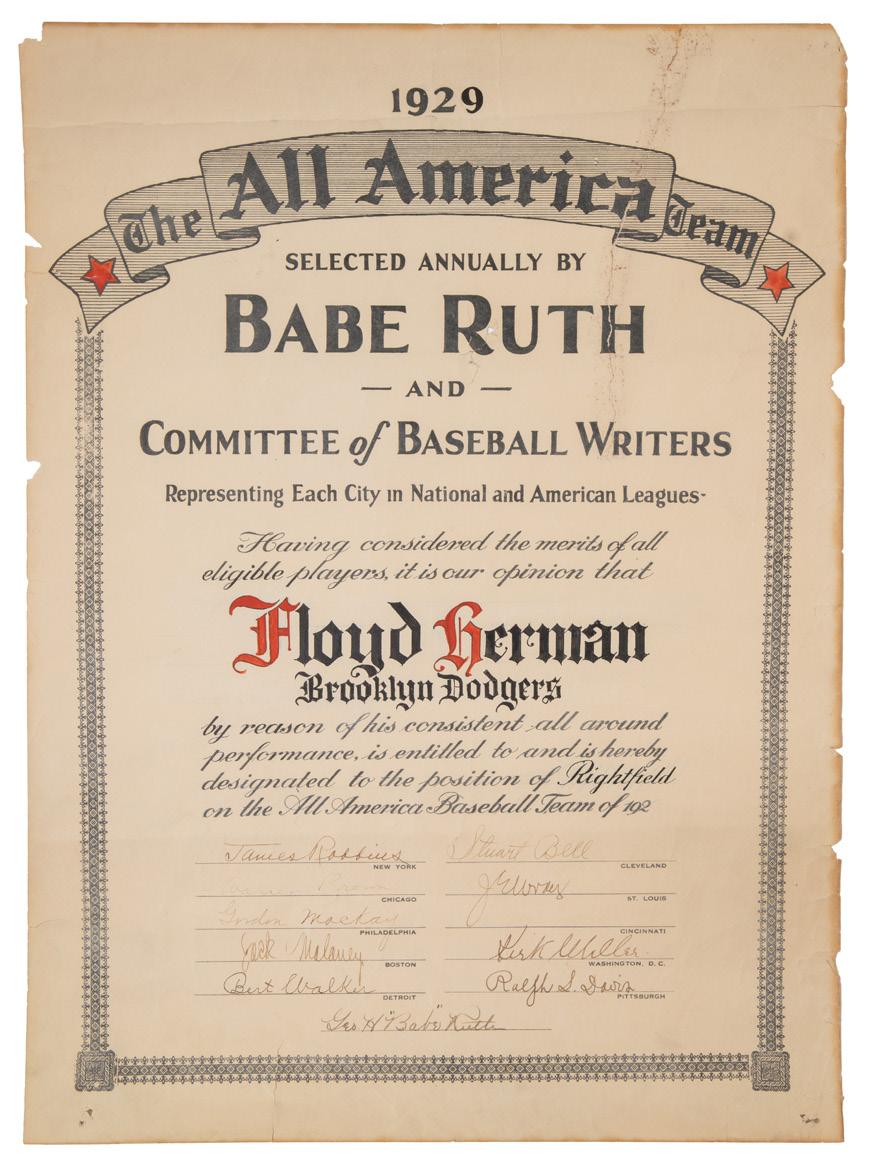 1929
The All America Team
SELECTED ANNUALLY BY
BABE RUTH
— AND —
COMMITTEE of BASEBALL WRITERS
Representing Each City in National and American Leagues-
Having considered the merits of all
eligible players, it is our opinion that
Floyd Herman
Brooklyn Dodgers
by reason of his consistent all around
performance, is entitled to and is hereby
designated to the position of Rightfield
on the All America Baseball Team of 192
James Robbins Stuart Bell
NEW YORK CLEVELAND
Warren Brown J E Wray
CHICAGO ST. LOUIS
Gordon Mackay
PHILADELPHIA CINCINNATI
Jack Malaney Kirk Miller
BOSTON WASHINGTON, D. C.
Bert Walker Ralph S. Davis
DETROIT PITTSBURGH
Geo H "Babe" Ruth